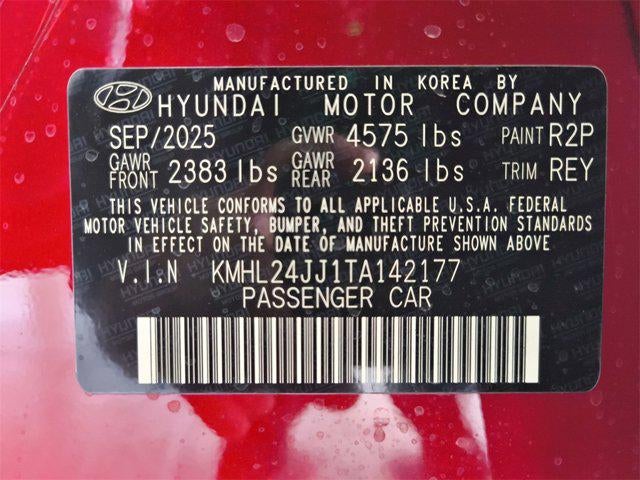 MANUFACTURED IN KOREA BY
HYUNDAI MOTOR COMPANY
SEP/2025 GVWR 4575 lbs PAINT R2P
GAWR FRONT 2383 lbs GAWR REAR 2136 lbs TRIM REY
THIS VEHICLE CONFORMS TO ALL APPLICABLE U.S.A. FEDERAL
MOTOR VEHICLE SAFETY, BUMPER, AND THEFT PREVENTION STANDARDS
IN EFFECT ON THE DATE OF MANUFACTURE SHOWN ABOVE
V.I.N KMHL24JJ1TA142177
PASSENGER CAR